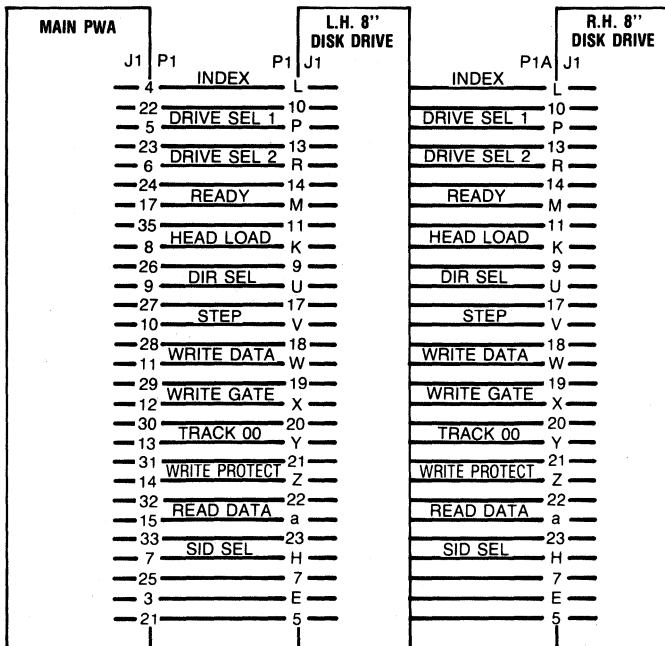 MAIN PWA L.H. 8'' R.H. 8''
DISK DRIVE DISK DRIVE
J1 P1 P1 J1 P1A J1
4 INDEX L INDEX L
22 10 10
5 DRIVE SEL 1 P DRIVE SEL 1 P
23 13 13
6 DRIVE SEL 2 R DRIVE SEL 2 R
24 14 14
17 READY M READY M
35 11 11
8 HEAD LOAD K HEAD LOAD K
26 9 9
9 DIR SEL U DIR SEL U
27 17 17
10 STEP V STEP V
28 18 18
11 WRITE DATA W WRITE DATA W
29 19 19
12 WRITE GATE X WRITE GATE X
30 20 20
13 TRACK 00 Y TRACK 00 Y
31 21 21
14 WRITE PROTECT Z WRITE PROTECT Z
32 22 22
15 READ DATA a READ DATA a
33 23 23
7 SID SEL H SID SEL H
25 7 7
3 E E
21 5 5